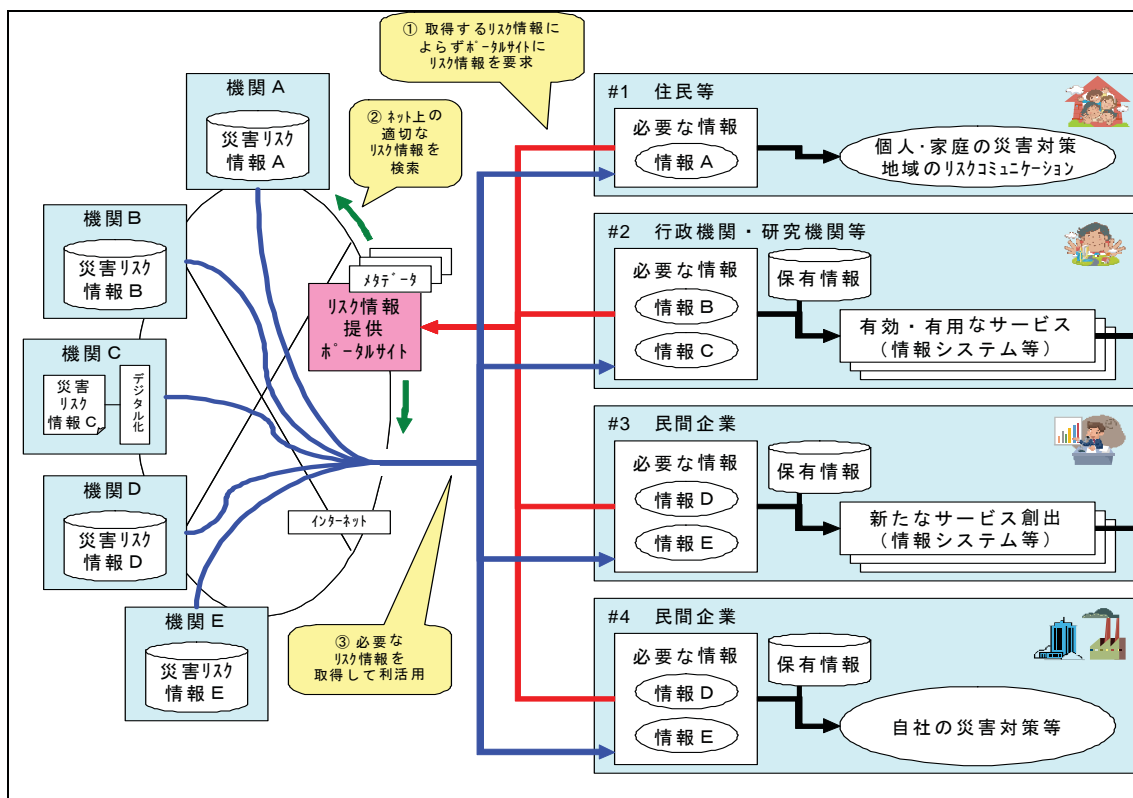 ① 取得するﾘｽｸ情報に
よらずﾎﾟｰﾀﾙｻｲﾄに
ﾘｽｸ情報を要求
② ﾈｯﾄ上の
適切な
ﾘｽｸ情報を
検索
機関A
災害ﾘｽｸ
情報A
機関B
災害ﾘｽｸ
情報B
機関C
災害
ﾘｽｸ
情報C
デジタル化
機関D
災害ﾘｽｸ
情報D
機関E
災害ﾘｽｸ
情報E
ﾒﾀﾃﾞｰﾀ
ﾘｽｸ情報
提供
ﾎﾟｰﾀﾙｻｲﾄ
ｲﾝﾀｰﾈｯﾄ
③ 必要な
ﾘｽｸ情報を
取得して利活用
#1 住民等
必要な情報
情報A
個人・家庭の災害対策
地域のﾘｽｸｺﾐｭﾆｹｰｼｮﾝ
#2 行政機関・研究機関等
必要な情報
情報B
情報C
保有情報
有効・有用なサービス
（情報システム等）
#3 民間企業
必要な情報
情報D
情報E
保有情報
新たなサービス創出
（情報システム等）
#4 民間企業
必要な情報
情報D
情報E
保有情報
自社の災害対策等